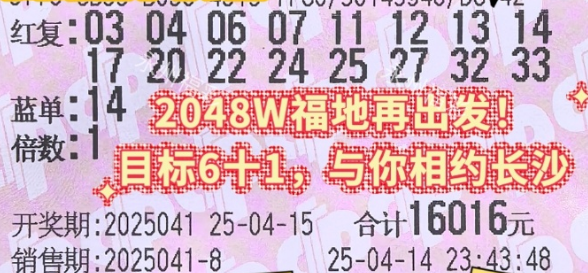 红复:03 04 06 07 11 12 13 14
17 20 22 24 25 27 32 33
蓝单:14
2048W福地再出发!
倍数:1
目标6十1,与你相约长沙
开奖期:2025041 25-04-15 合计16016元
销售期:2025041-8 25-04-14 23:43:48